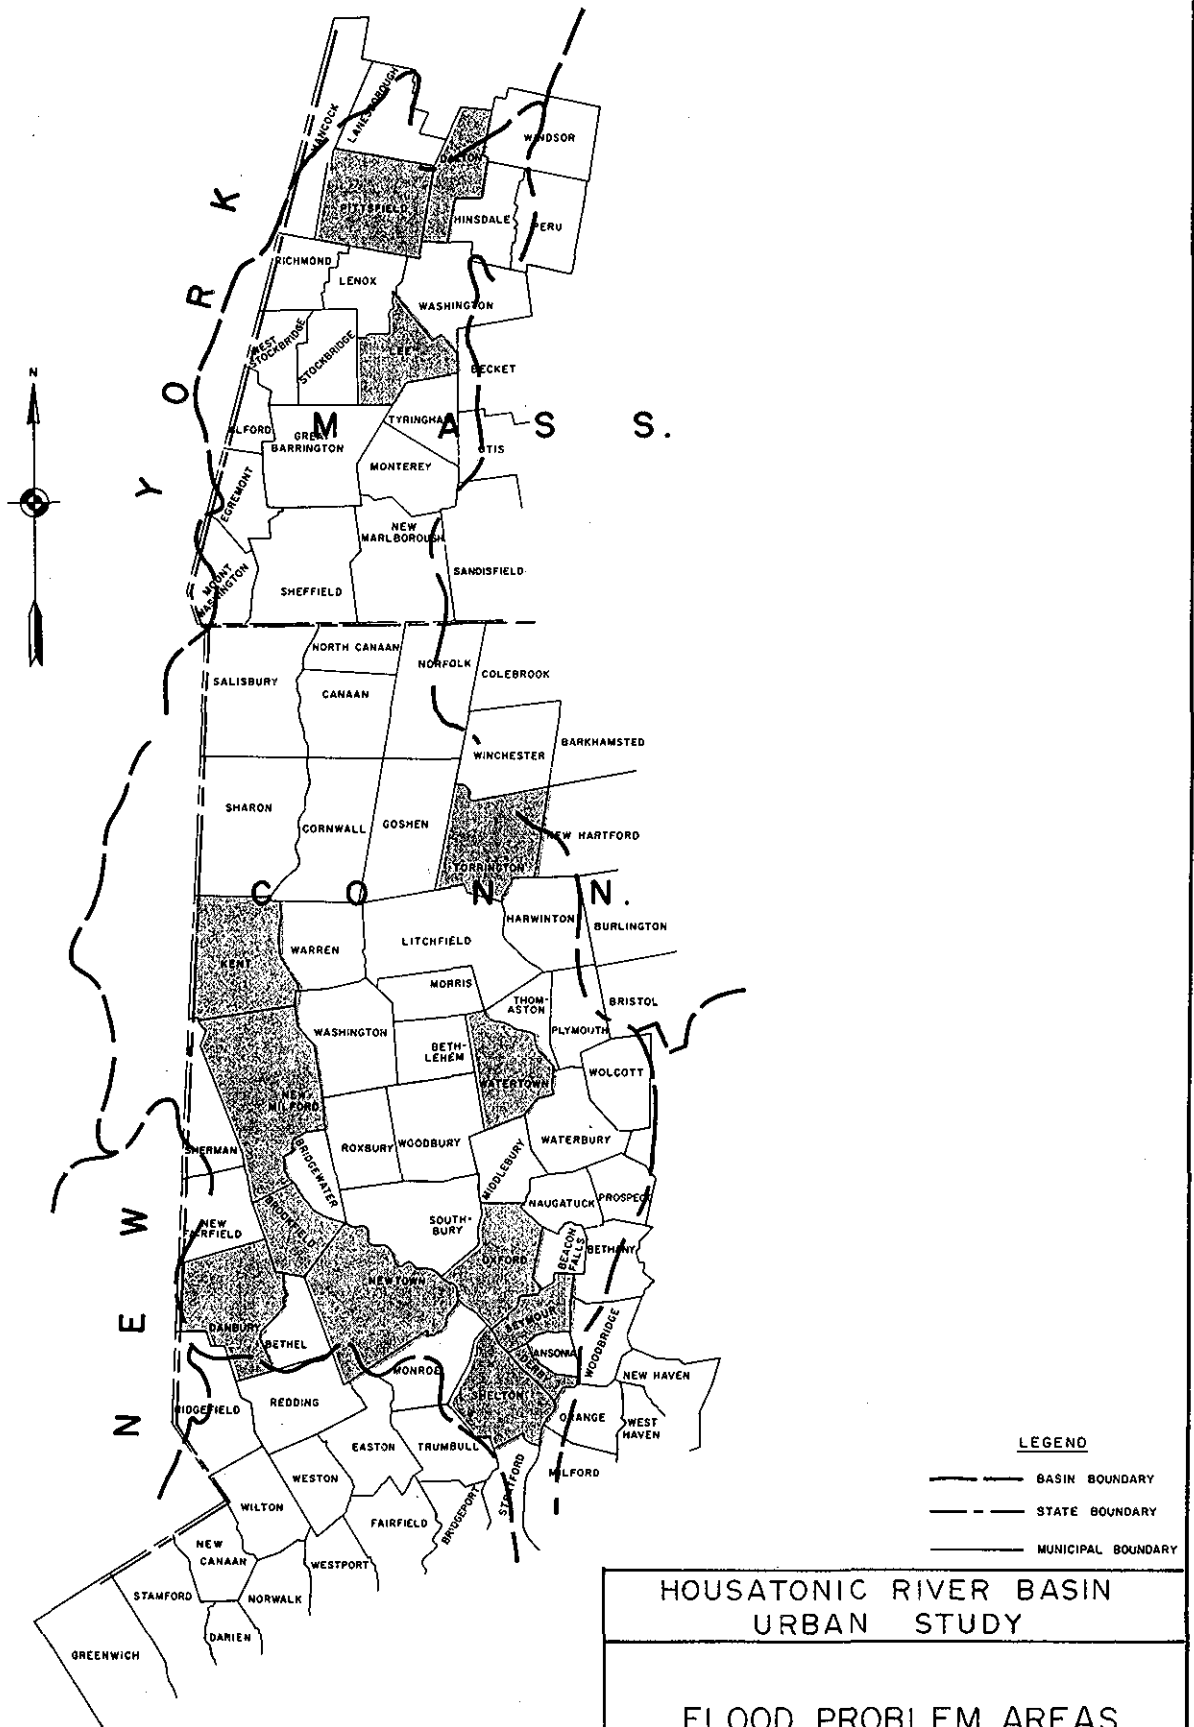 HANCOCK
LANESBOROUGH
WINDSOR
DALTON
PITTSFIELD
HINSDALE
PERU
RICHMOND
LENOX
WASHINGTON
WEST
STOCKBRIDGE
STOCKBRIDGE
LEE
BECKET
N
TYRINGHAM
ALFORD
GREAT
BARRINGTON
OTIS
MASS.
MONTEREY
EGREMONT
NEW
MARLBOROUGH
MOUNT
WASHINGTON
SHEFFIELD
SANDISFIELD
NORTH CANAAN
NORFOLK
SALISBURY
CANAAN
COLEBROOK
WINCHESTER
BARKHAMSTED
SHARON
CORNWALL
GOSHEN
NEW HARTFORD
TORRINGTON
CONN.
HARWINTON
BURLINGTON
WARREN
LITCHFIELD
KENT
MORRIS
THOM-
ASTON
BRISTOL
WASHINGTON
PLYMOUTH
BETH-
LEHEM
WOLCOTT
WATERTOWN
NEW
MILFORD
SHERMAN
BRIDGEWATER
ROXBURY
WOODBURY
MIDDLEBURY
WATERBURY
NAUGATUCK
PROSPECT
NEW
FAIRFIELD
BROOKFIELD
SOUTH-
BURY
OXFORD
BEACON
FALLS
BETHANY
NEWTOWN
DANBURY
BETHEL
SEYMOUR
ANSONIA
DERBY
WOODBRIDGE
MONROE
NEW HAVEN
RIDGEFIELD
REDDING
SHELTON
ORANGE
WEST
HAVEN
EASTON
TRUMBULL
WESTON
STRATFORD
MILFORD
WILTON
FAIRFIELD
BRIDGEPORT
NEW
CANAAN
WESTPORT
STAMFORD
NORWALK
DARIEN
GREENWICH
NEW YORK
LEGEND
BASIN BOUNDARY
STATE BOUNDARY
MUNICIPAL BOUNDARY
HOUSATONIC RIVER BASIN
URBAN STUDY
FLOOD PROBLEM AREAS